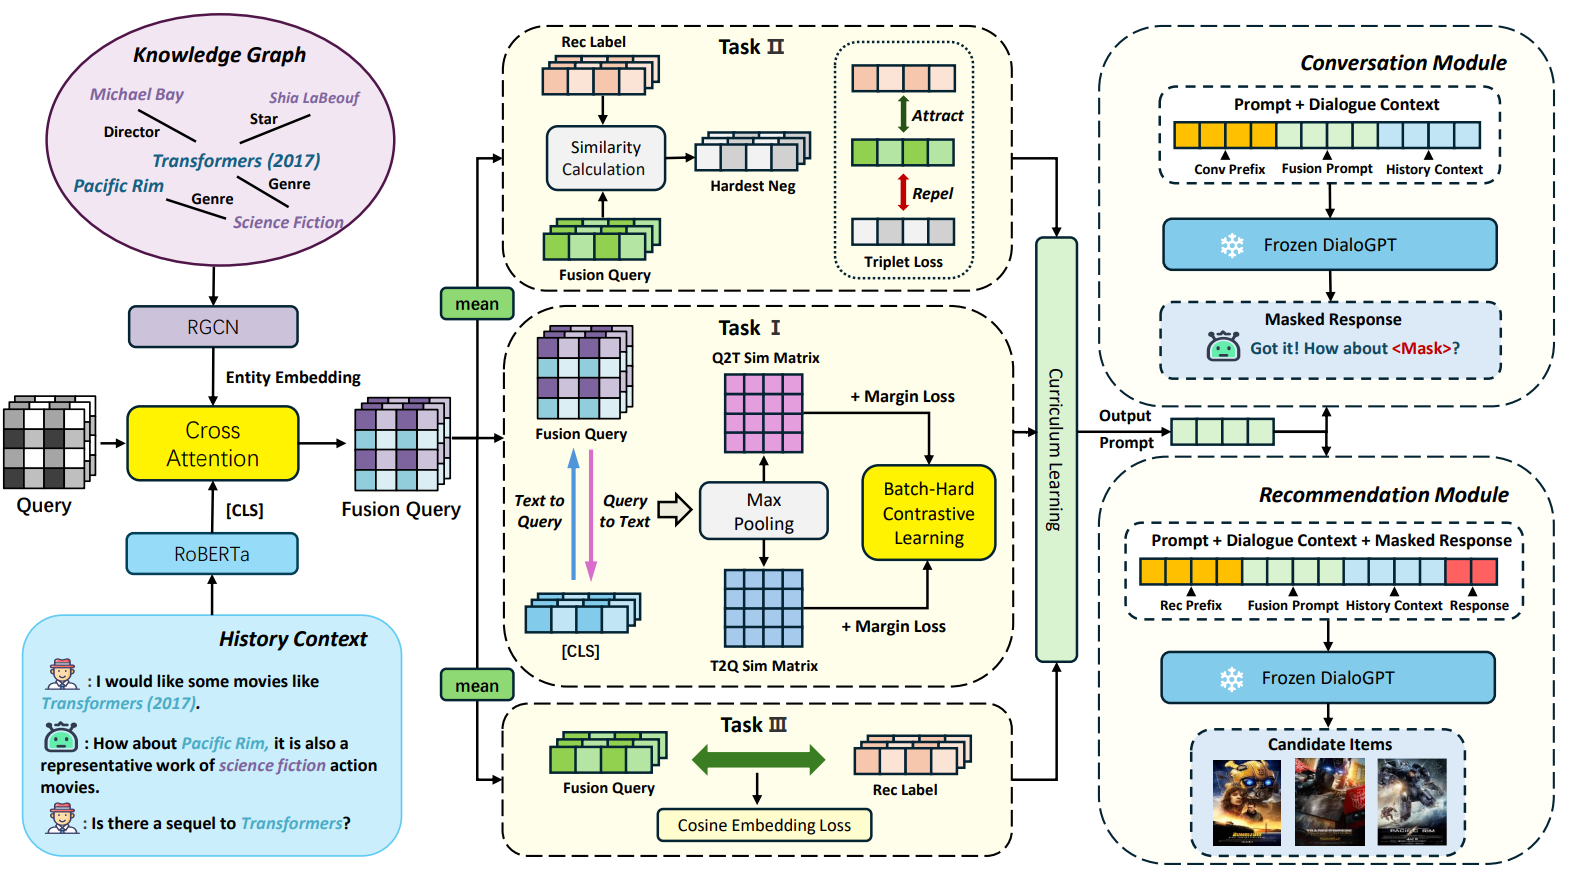 Knowledge Graph
Michael Bay
Shia LaBeouf
Director
Star
Transformers (2017)
Pacific Rim
Genre
Genre
Science Fiction
RGCN
Entity Embedding
Cross
Attention
Query
Fusion Query
[CLS]
RoBERTa
History Context
: I would like some movies like
Transformers (2017).
: How about Pacific Rim, it is also a
representative work of science fiction action
movies.
: Is there a sequel to Transformers?
mean
mean
Task II
Rec Label
Similarity
Calculation
Hardest Neg
Fusion Query
Attract
Repel
Triplet Loss
Task I
Fusion Query
Text to
Query
Query
to Text
[CLS]
Q2T Sim Matrix
Max
Pooling
T2Q Sim Matrix
+ Margin Loss
Batch-Hard
Contrastive
Learning
+ Margin Loss
Task III
Fusion Query
Rec Label
Cosine Embedding Loss
Curriculum Learning
Output
Prompt
Conversation Module
Prompt + Dialogue Context
Conv Prefix
Fusion Prompt
History Context
Frozen DialoGPT
Masked Response
Got it! How about <Mask>?
Recommendation Module
Prompt + Dialogue Context + Masked Response
Rec Prefix
Fusion Prompt
History Context
Response
Frozen DialoGPT
Candidate Items
BUMBLEBEE
TRANSFORMERS
PACIFIC RIM